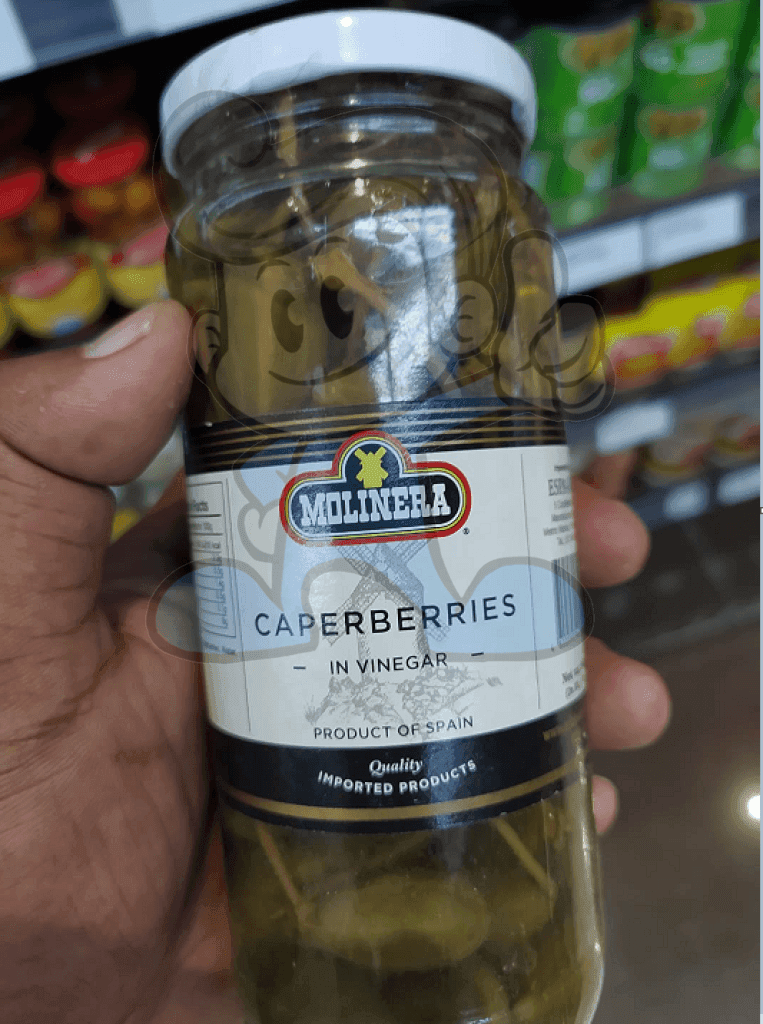 MOLINERA
®
CAPERBERRIES
– IN VINEGAR –
PRODUCT OF SPAIN
Quality
IMPORTED PRODUCTS